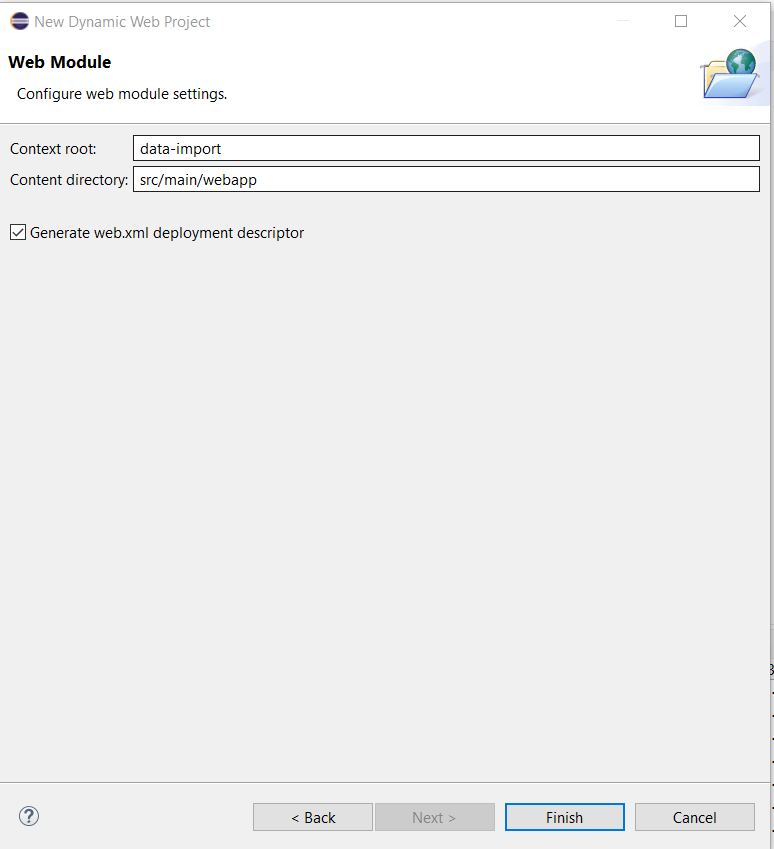 New Dynamic Web Project
Web Module
Configure web module settings.
Context root: data-import
Content directory: src/main/webapp
Generate web.xml deployment descriptor
? < Back Next > Finish Cancel